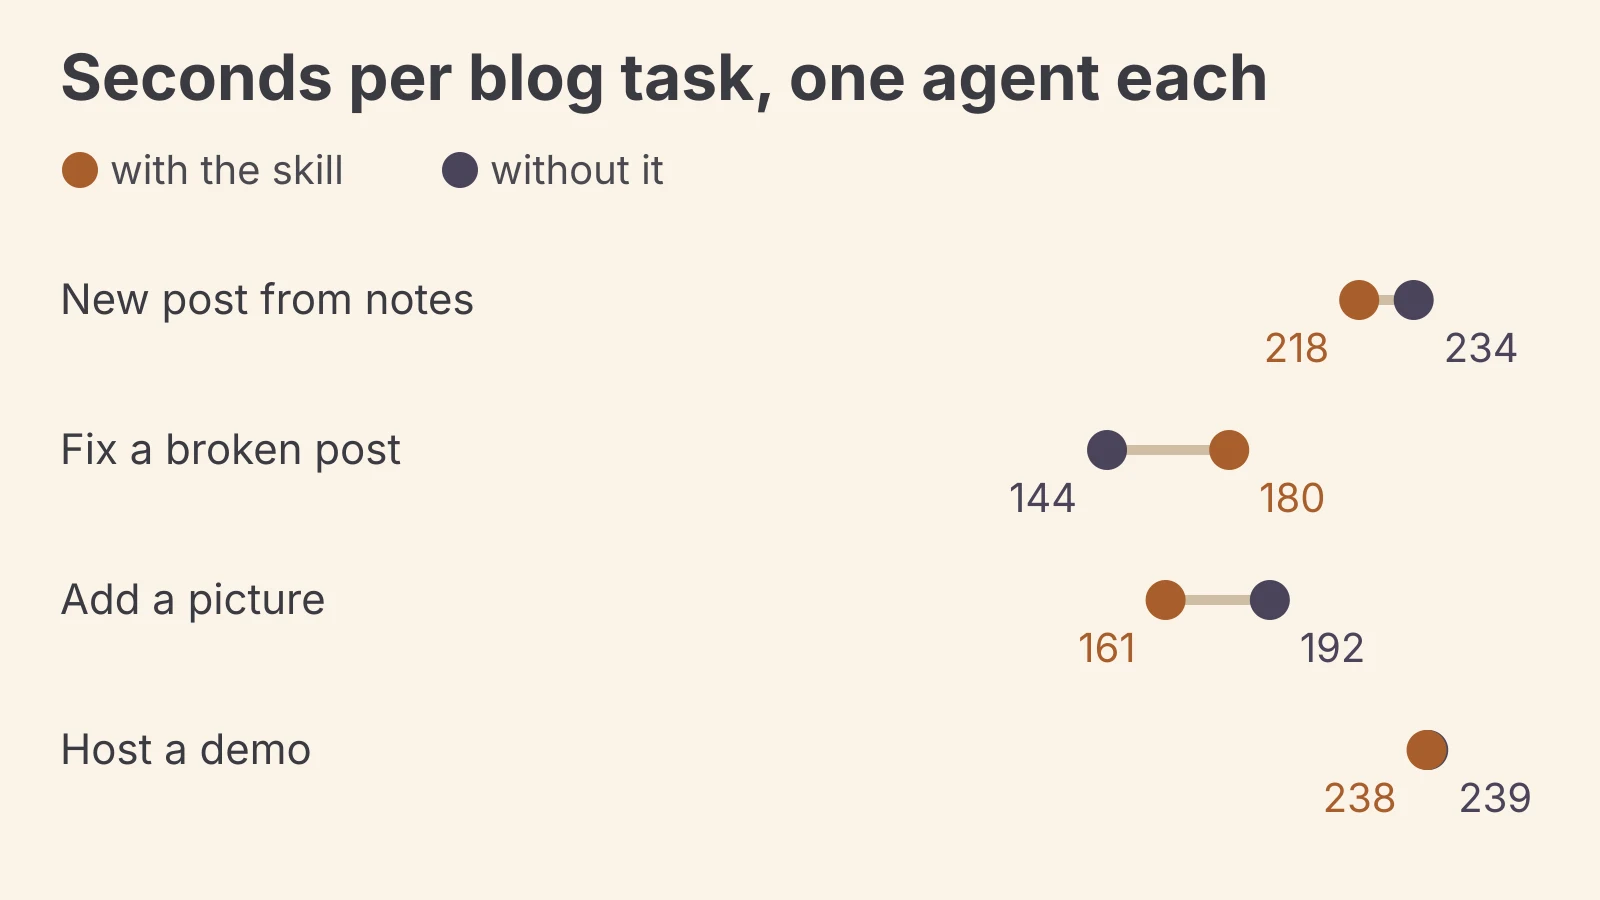 Seconds per blog task, one agent each
with the skill without it
New post from notes
218 234
Fix a broken post
144 180
Add a picture
161 192
Host a demo
238 239